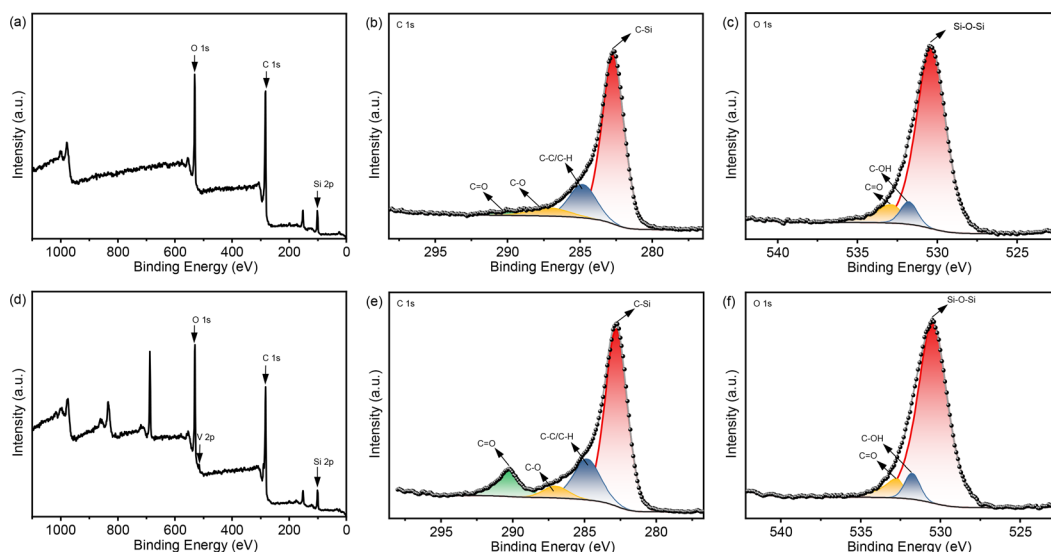 (a)
O 1s
C 1s
Si 2p
Intensity (a.u.)
1000 800 600 400 200 0
Binding Energy (eV)
(b)
C 1s
C-Si
C-C/C-H
C-O
C=O
Intensity (a.u.)
295 290 285 280
Binding Energy (eV)
(c)
O 1s
Si-O-Si
C-OH
C=O
Intensity (a.u.)
540 535 530 525
Binding Energy (eV)
(d)
O 1s
C 1s
V 2p
Si 2p
Intensity (a.u.)
1000 800 600 400 200 0
Binding Energy (eV)
(e)
C 1s
C-Si
C-C/C-H
C=O
C-O
Intensity (a.u.)
295 290 285 280
Binding Energy (eV)
(f)
O 1s
Si-O-Si
C-OH
C=O
Intensity (a.u.)
540 535 530 525
Binding Energy (eV)